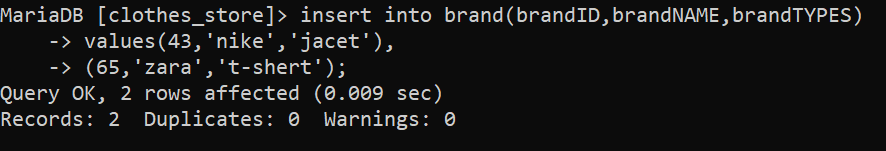 MariaDB [clothes_store]> insert into brand(brandID,brandNAME,brandTYPES)
    -> values(43,'nike','jacet'),
    -> (65,'zara','t-shert');
Query OK, 2 rows affected (0.009 sec)
Records: 2  Duplicates: 0  Warnings: 0